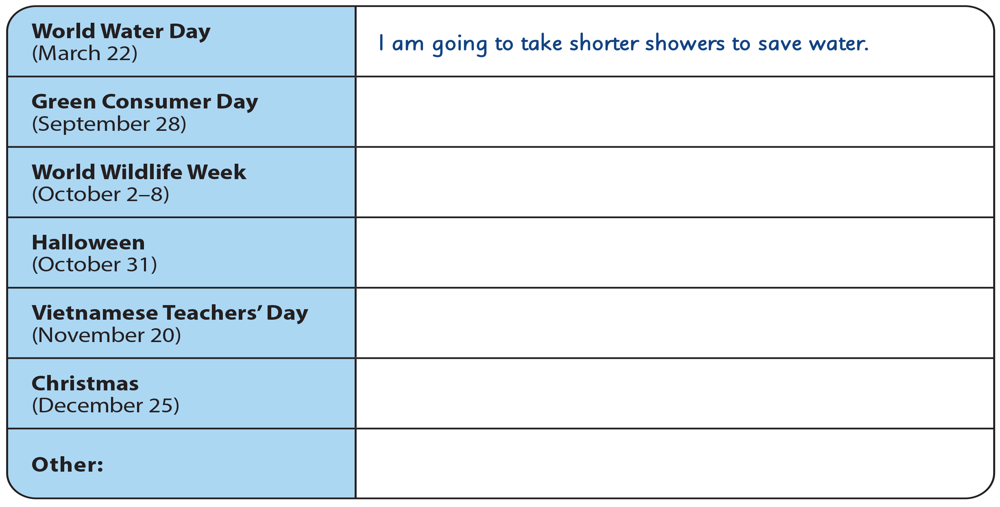 World Water Day
(March 22)
I am going to take shorter showers to save water.
Green Consumer Day
(September 28)
World Wildlife Week
(October 2–8)
Halloween
(October 31)
Vietnamese Teachers’ Day
(November 20)
Christmas
(December 25)
Other: